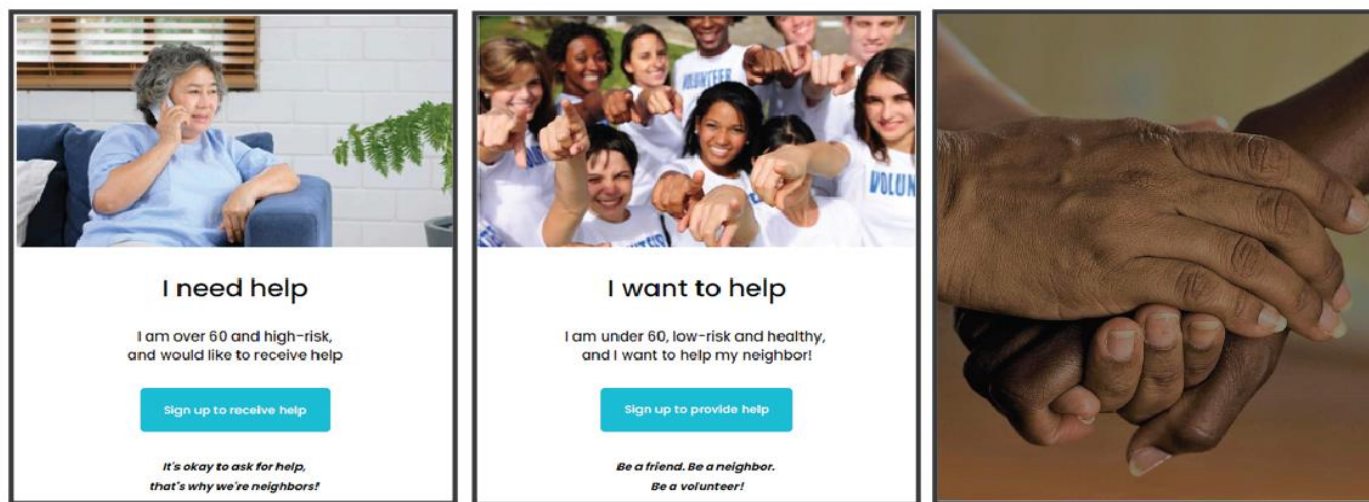 I need help
I am over 60 and high-risk,
and would like to receive help
Sign up to receive help
It's okay to ask for help,
that's why we're neighbors!
VOLUNTEER
VOLUN
I want to help
I am under 60, low-risk and healthy,
and I want to help my neighbor!
Sign up to provide help
Be a friend. Be a neighbor.
Be a volunteer!